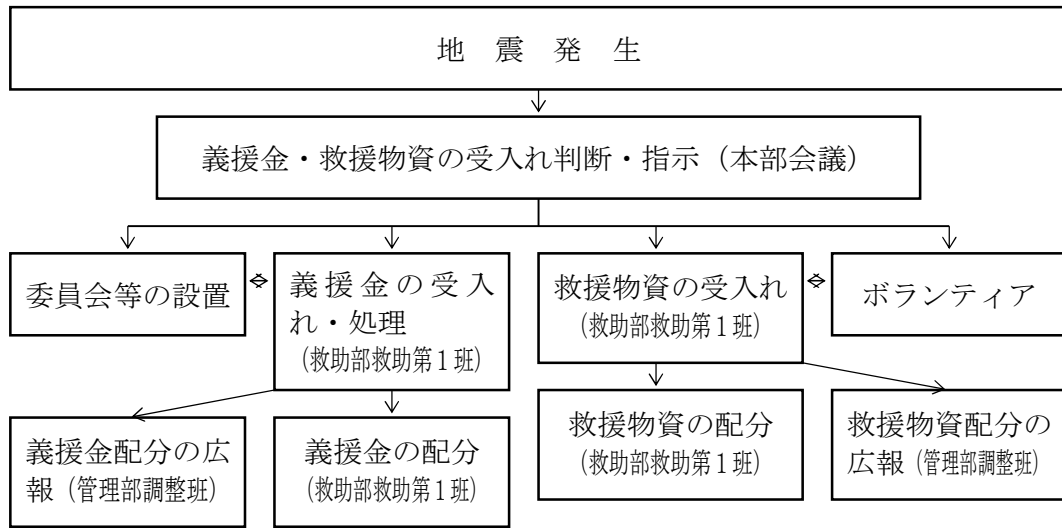 地 震 発 生
義援金・救援物資の受入れ判断・指示（本部会議）
委員会等の設置
義援金の受入
れ・処理
（救助部救助第１班）
救援物資の受入れ
（救助部救助第１班）
ボランティア
義援金配分の広
報（管理部調整班）
義援金の配分
（救助部救助第１班）
救援物資の配分
（救助部救助第１班）
救援物資配分の
広報（管理部調整班）